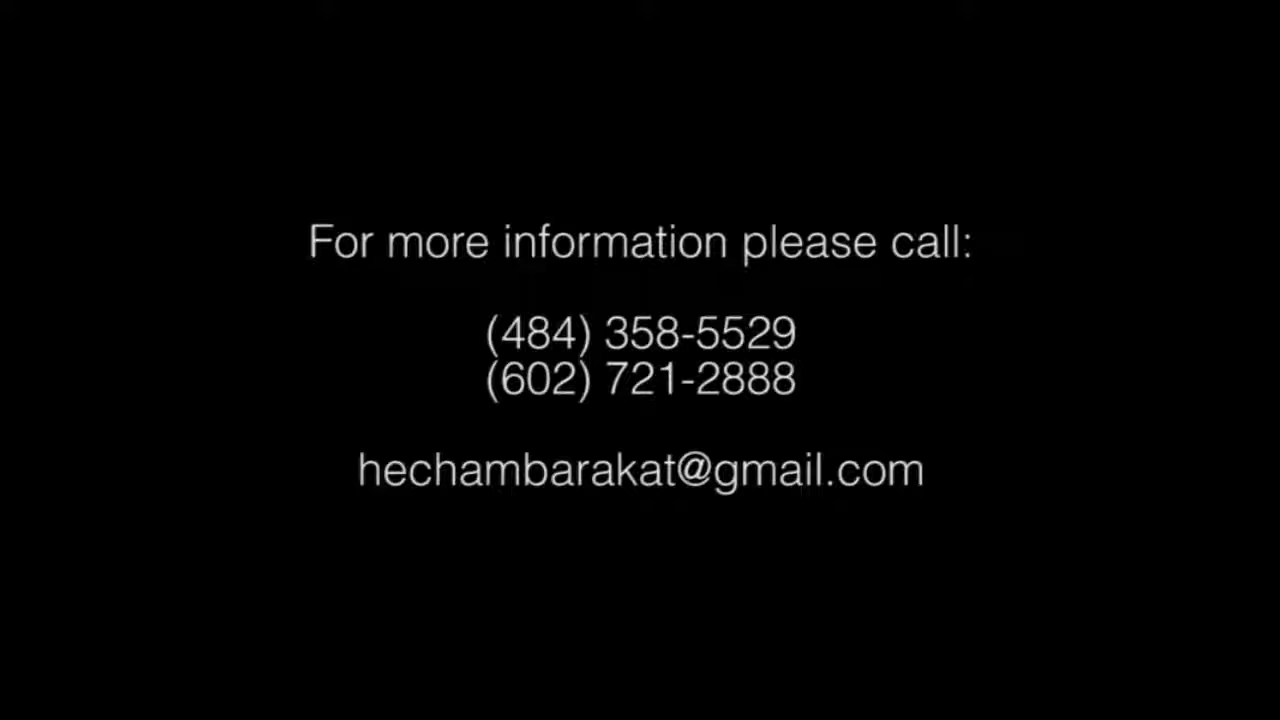 For more information please call:
(484) 358-5529
(602) 721-2888
hechambarakat@gmail.com